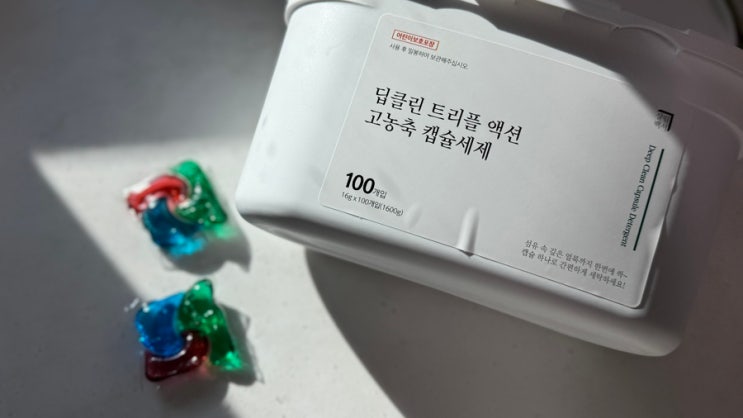 어린이보호포장
사용 후 밀봉하여 보관해주십시오.
딥클린 트리플 액션
고농축 캡슐세제
100개입
16g x 100개입(1600g)
Deep Clean Capsule Detergent
섬유 속 깊은 얼룩까지 한번에 싹~
캡슐 하나로 간편하게 세탁하세요!